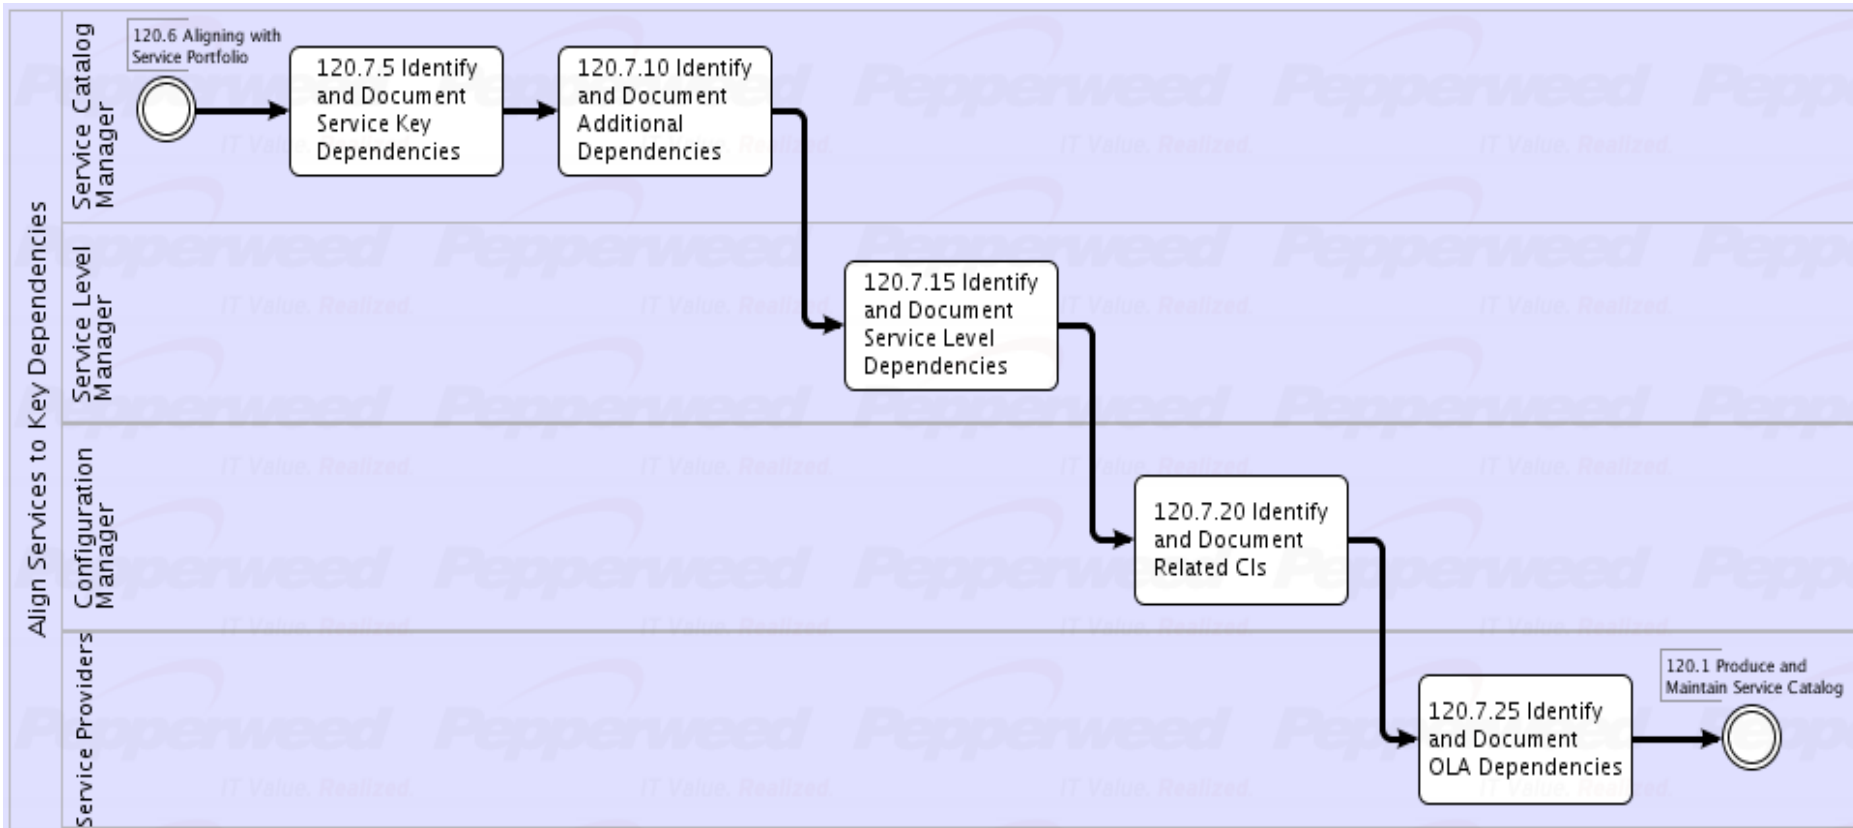 Align Services to Key Dependencies
Service Catalog
Manager
120.6 Aligning with
Service Portfolio
120.7.5 Identify
and Document
Service Key
Dependencies
120.7.10 Identify
and Document
Additional
Dependencies
Service Level
Manager
120.7.15 Identify
and Document
Service Level
Dependencies
Configuration
Manager
120.7.20 Identify
and Document
Related CIs
Service Providers
120.7.25 Identify
and Document
OLA Dependencies
120.1 Produce and
Maintain Service Catalog
Pepperweed
IT Value. Realized.